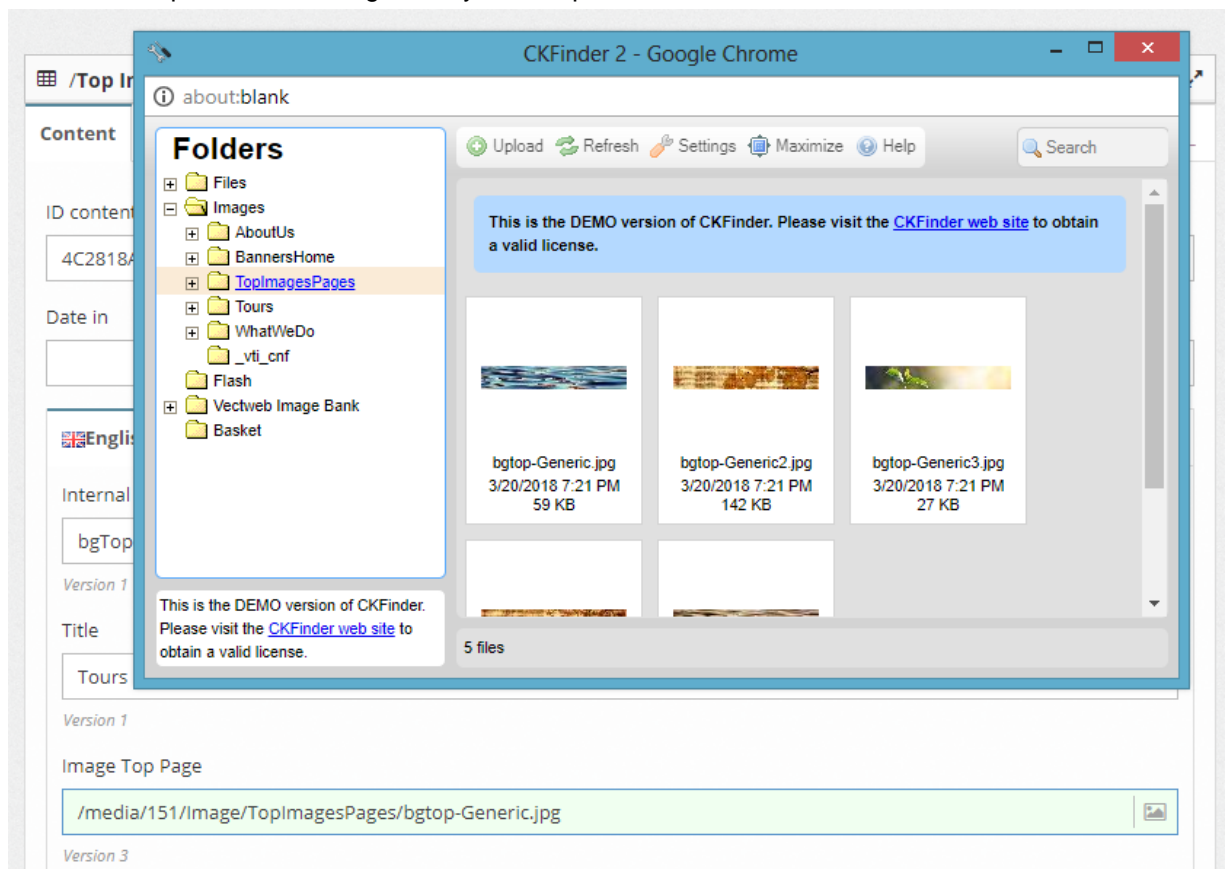 CKFinder 2 - Google Chrome
/Top Ir
about:blank
Content
Folders
Upload Refresh Settings Maximize Help Search
Files
Images
AboutUs
BannersHome
TopImagesPages
Tours
WhatWeDo
_vti_cnf
Flash
Vectweb Image Bank
Basket
This is the DEMO version of CKFinder. Please visit the CKFinder web site to obtain
a valid license.
bgtop-Generic.jpg
3/20/2018 7:21 PM
59 KB
bgtop-Generic2.jpg
3/20/2018 7:21 PM
142 KB
bgtop-Generic3.jpg
3/20/2018 7:21 PM
27 KB
This is the DEMO version of CKFinder.
Please visit the CKFinder web site to
obtain a valid license.
5 files
ID content
4C2818A
Date in
Englis
Internal
bgTop
Version 1
Title
Tours
Version 1
Image Top Page
/media/151/Image/TopImagesPages/bgtop-Generic.jpg
Version 3